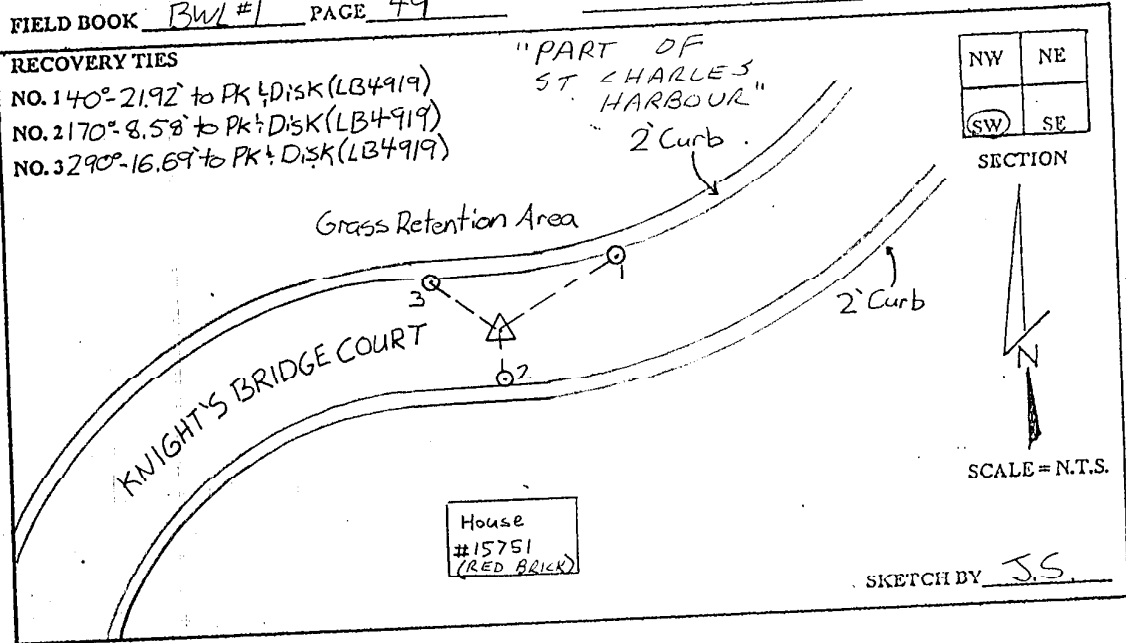 FIELD BOOK BWL #1 PAGE 49
RECOVERY TIES
NO. 1 40°-21.92' to PK & Disk (LB4919)
NO. 2 170°-8.58' to PK & Disk (LB4919)
NO. 3 290°-16.69' to PK & Disk (LB4919)
"PART OF
ST CHARLES
HARBOUR"
2' Curb
NW NE
SW SE
SECTION
Grass Retention Area
1
3
2
2' Curb
KNIGHT'S BRIDGE COURT
N
SCALE = N.T.S.
House
#15751
(RED BRICK)
SKETCH BY J.S.